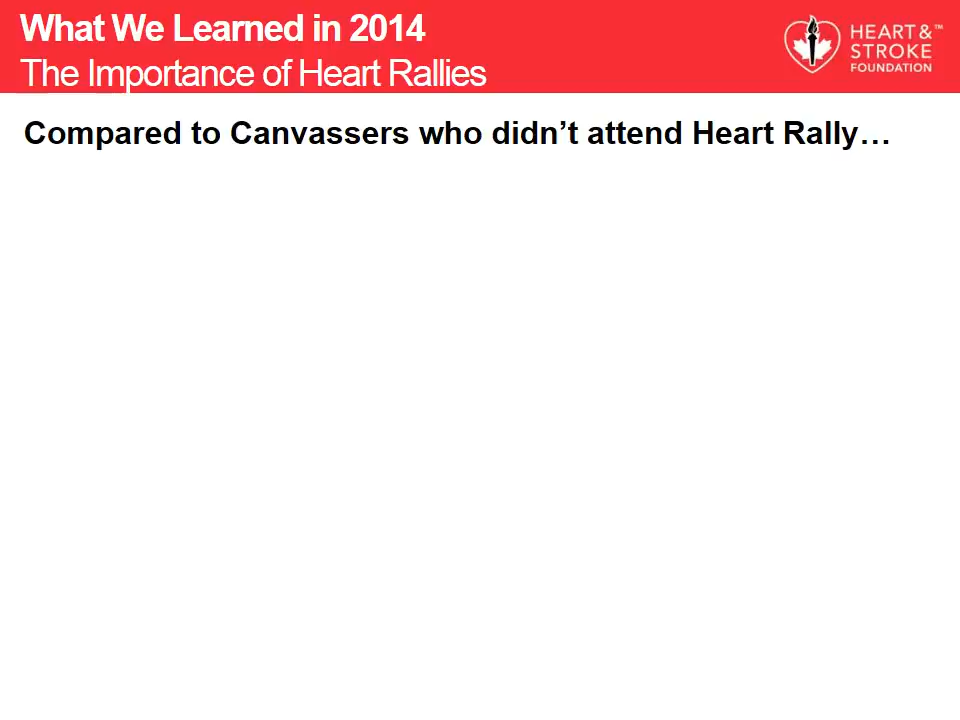 What We Learned in 2014
The Importance of Heart Rallies
HEART &™
STROKE
FOUNDATION
Compared to Canvassers who didn’t attend Heart Rally…